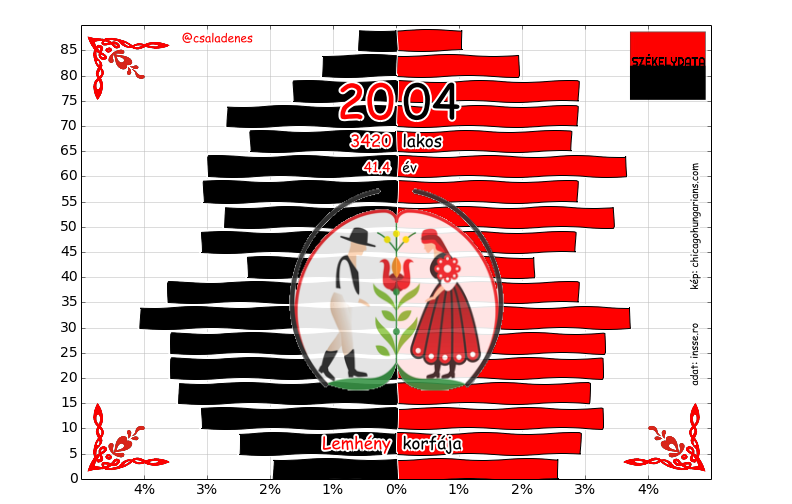 @csaladenes
SZÉKELYDATA
2004
3420 lakos
41.4 év
kép: chicagohungarians.com
adat: insse.ro
Lemhény korfája
85
80
75
70
65
60
55
50
45
40
35
30
25
20
15
10
5
0
4% 3% 2% 1% 0% 1% 2% 3% 4%